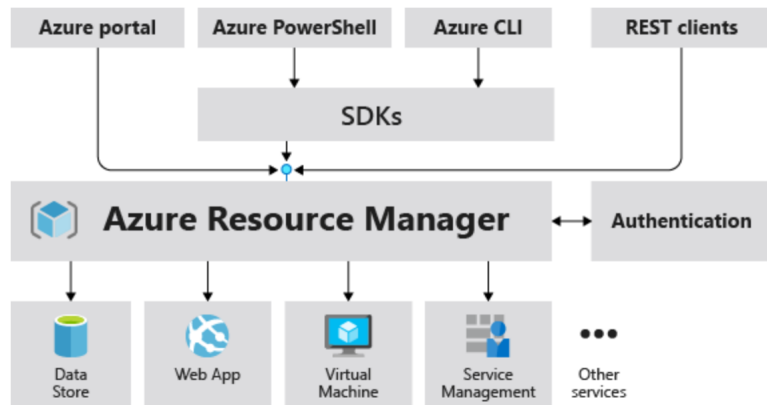 Azure portal
Azure PowerShell
Azure CLI
REST clients
SDKs
Azure Resource Manager
Authentication
Data
Store
Web App
Virtual
Machine
Service
Management
Other
services